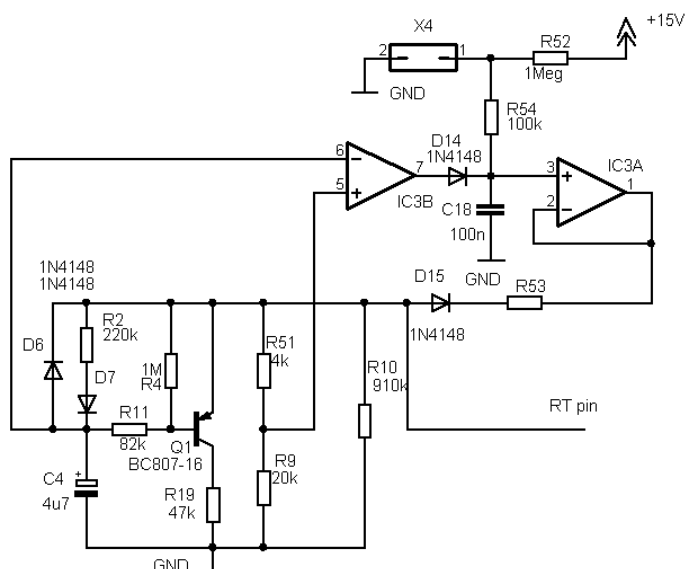 X4
+15V
2
1
R52
1Meg
GND
R54
100k
D14
1N4148
6
7
5
IC3B
3
IC3A
1
2
C18
100n
GND
1N4148
1N4148
D15
1N4148
R53
D6
R2
220k
D7
1M
R4
R51
4k
R10
910k
RT pin
R11
82k
Q1
BC807-16
C4
+
4u7
R19
47k
R9
20k
GND